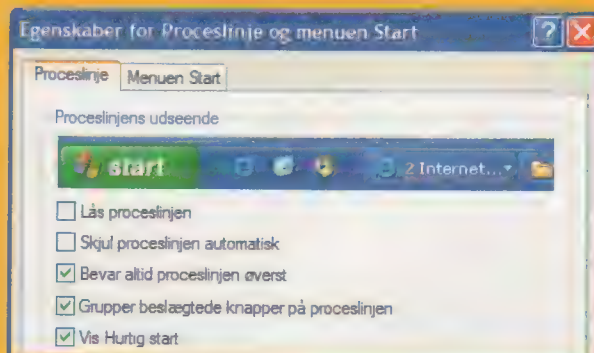 Egenskaber for Proceslinje og menuen Start
Proceslinje Menuen Start
Proceslinjens udseende
start 2 Internet...
Lås proceslinjen
Skjul proceslinjen automatisk
Bevar altid proceslinjen øverst
Grupper beslægtede knapper på proceslinjen
Vis Hurtig start